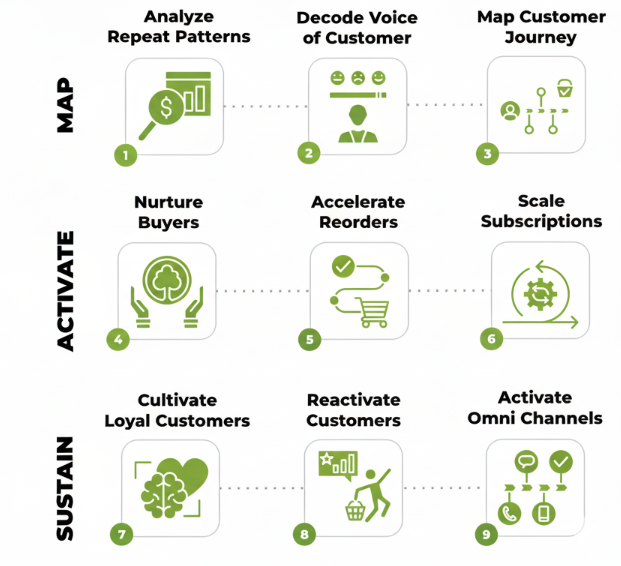 Analyze
Repeat Patterns
Decode Voice
of Customer
Map Customer
Journey
MAP
$
1
2
3
Nurture
Buyers
Accelerate
Reorders
Scale
Subscriptions
ACTIVATE
4
5
6
Cultivate
Loyal Customers
Reactivate
Customers
Activate
Omni Channels
SUSTAIN
7
8
9